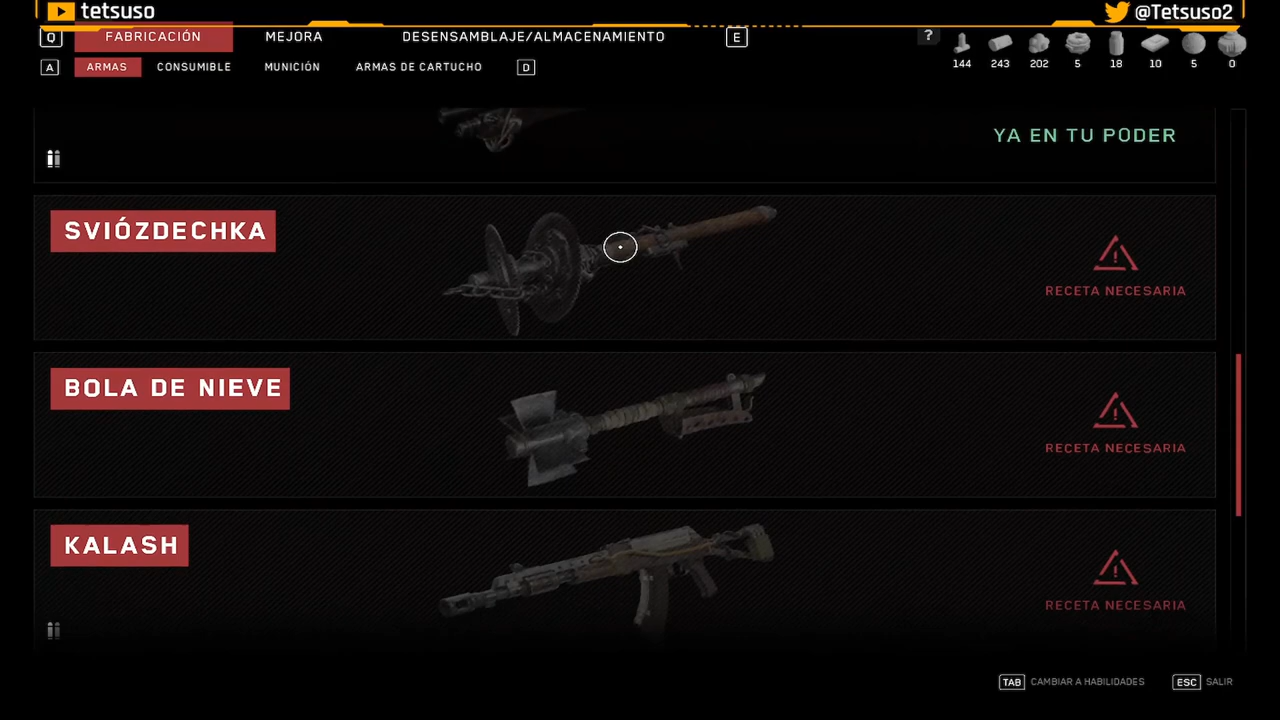 tetsuso
@Tetsuso2
Q FABRICACIÓN MEJORA DESENSAMBLAJE/ALMACENAMIENTO E ?
A ARMAS CONSUMIBLE MUNICIÓN ARMAS DE CARTUCHO D
144 243 202 5 18 10 5 0
YA EN TU PODER
SVIÓZDECHKA
RECETA NECESARIA
BOLA DE NIEVE
RECETA NECESARIA
KALASH
RECETA NECESARIA
TAB CAMBIAR A HABILIDADES ESC SALIR